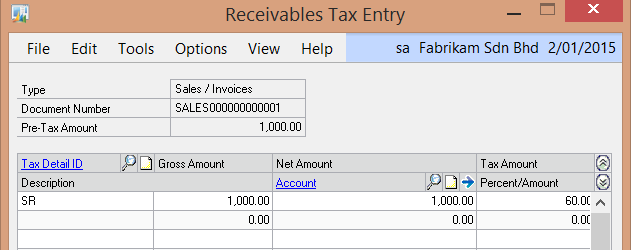 Receivables Tax Entry
File Edit Tools Options View Help sa Fabrikam Sdn Bhd 2/01/2015
Type Sales / Invoices
Document Number SALES000000000001
Pre-Tax Amount 1,000.00
Tax Detail ID Gross Amount Net Amount Tax Amount
Description Account Percent/Amount
SR 1,000.00 1,000.00 60.00
0.00 0.00 0.00